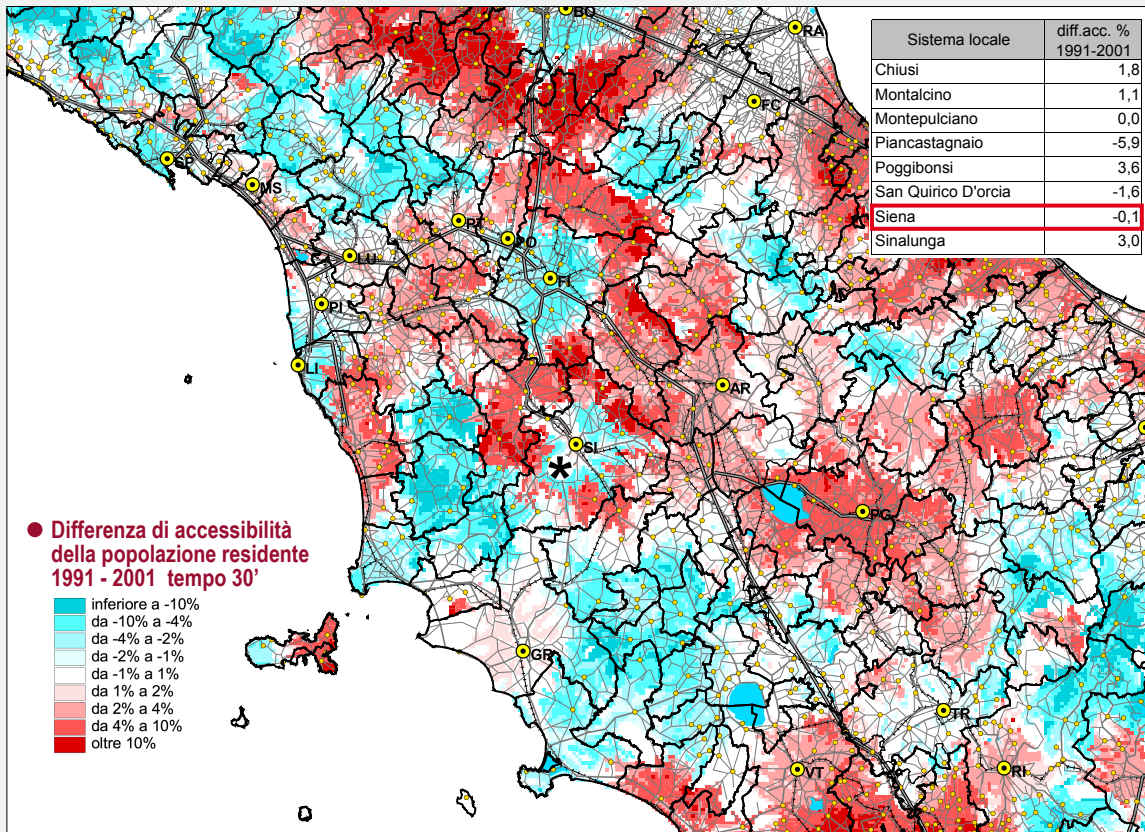 BO
RA
FC
SP
MS
PT
PO
LU
FI
PI
LI
AR
SI
*
PG
GR
TR
VT
RI
Sistema locale diff.acc. % 1991-2001
Chiusi 1,8
Montalcino 1,1
Montepulciano 0,0
Piancastagnaio -5,9
Poggibonsi 3,6
San Quirico D'orcia -1,6
Siena -0,1
Sinalunga 3,0
● Differenza di accessibilità
della popolazione residente
1991 - 2001 tempo 30'
inferiore a -10%
da -10% a -4%
da -4% a -2%
da -2% a -1%
da -1% a 1%
da 1% a 2%
da 2% a 4%
da 4% a 10%
oltre 10%